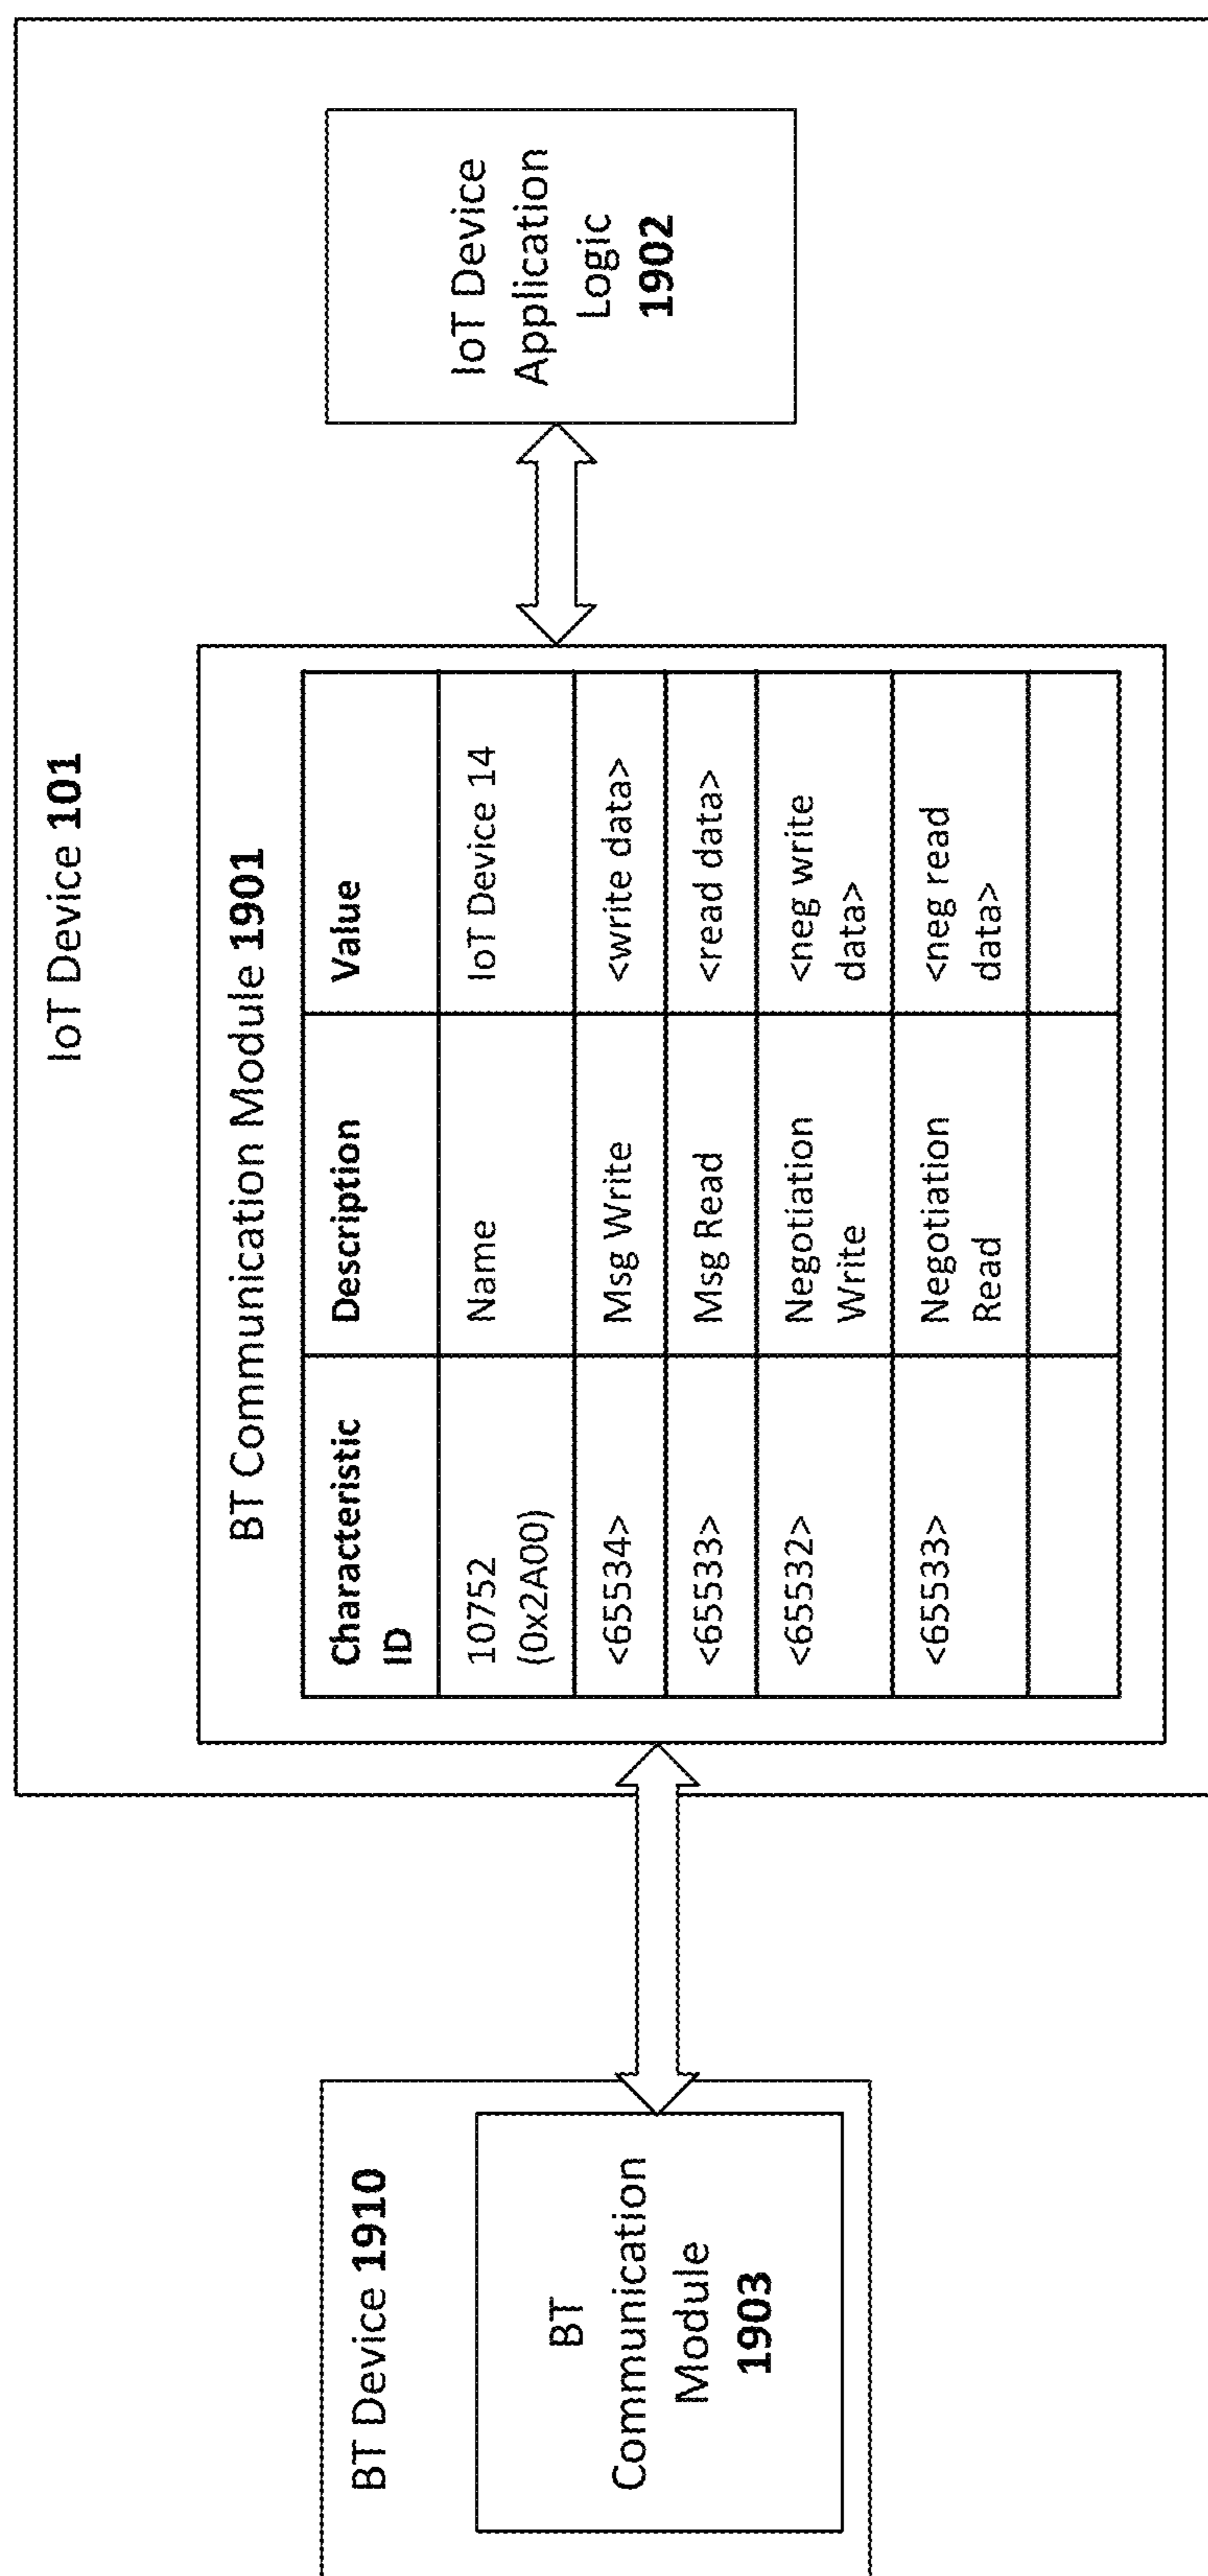 IoT Device 101
BT Communication Module 1901
Characteristic
ID
Description
Value
10752
(0x2A00)
Name
IoT Device 14
<65534>
Msg Write
<write data>
<65533>
Msg Read
<read data>
<65532>
Negotiation
Write
<neg write
data>
<65533>
Negotiation
Read
<neg read
data>
IoT Device
Application
Logic
1902
BT Device 1910
BT
Communication
Module
1903